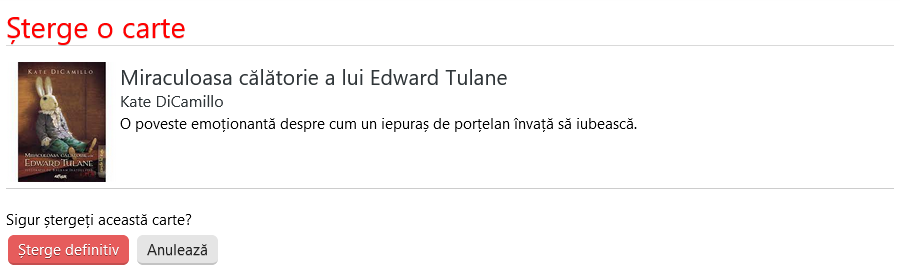 Șterge o carte
KATE DICAMILLO
MIRACULOASA CĂLĂTORIE a lui
EDWARD TULANE
Miraculoasa călătorie a lui Edward Tulane
Kate DiCamillo
O poveste emoționantă despre cum un iepuraș de porțelan învață să iubească.
Sigur ștergeți această carte?
Șterge definitiv
Anulează